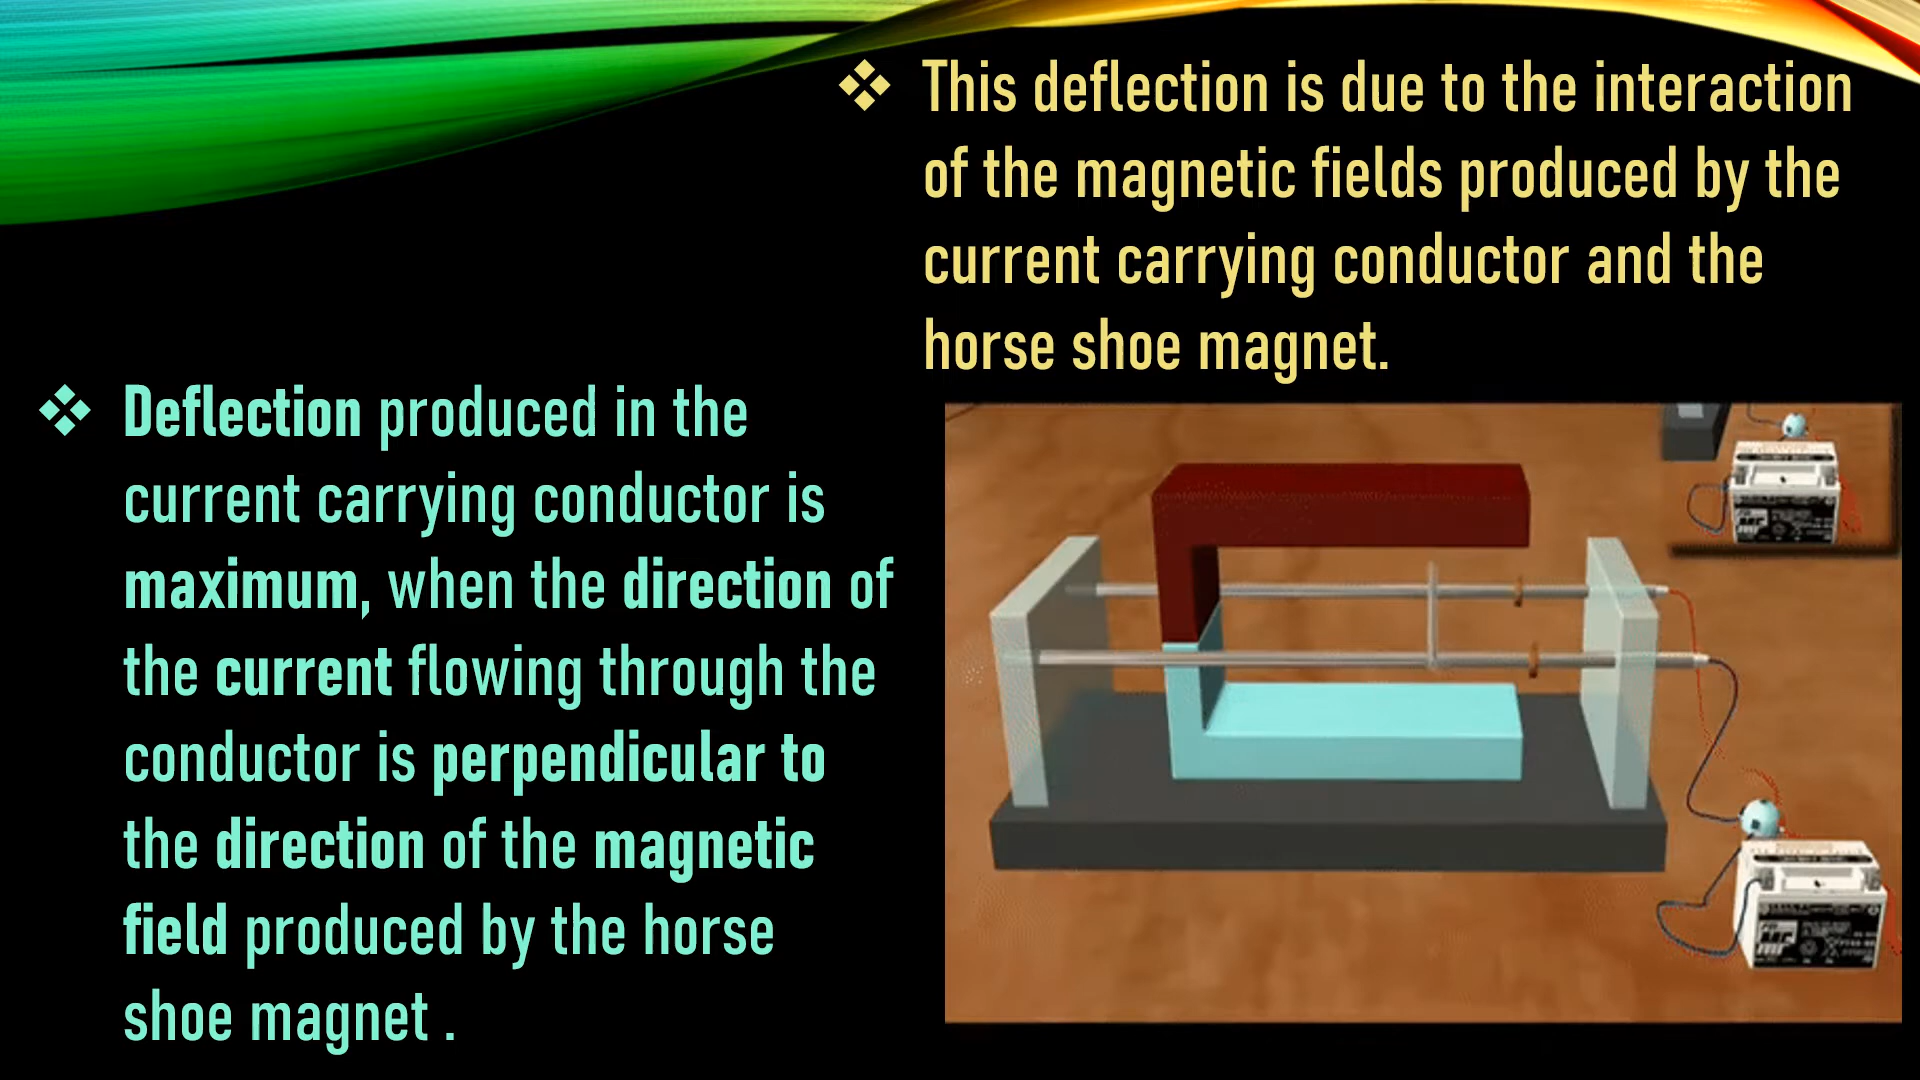 ❖ This deflection is due to the interaction
of the magnetic fields produced by the
current carrying conductor and the
horse shoe magnet.
❖ Deflection produced in the
current carrying conductor is
maximum, when the direction of
the current flowing through the
conductor is perpendicular to
the direction of the magnetic
field produced by the horse
shoe magnet .